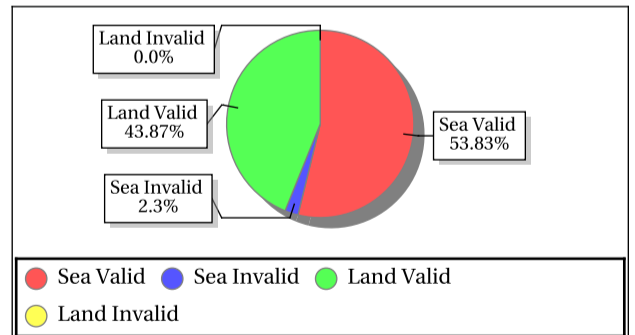 Land Invalid
0.0%
Land Valid
43.87%
Sea Valid
53.83%
Sea Invalid
2.3%
Sea Valid Sea Invalid Land Valid
Land Invalid